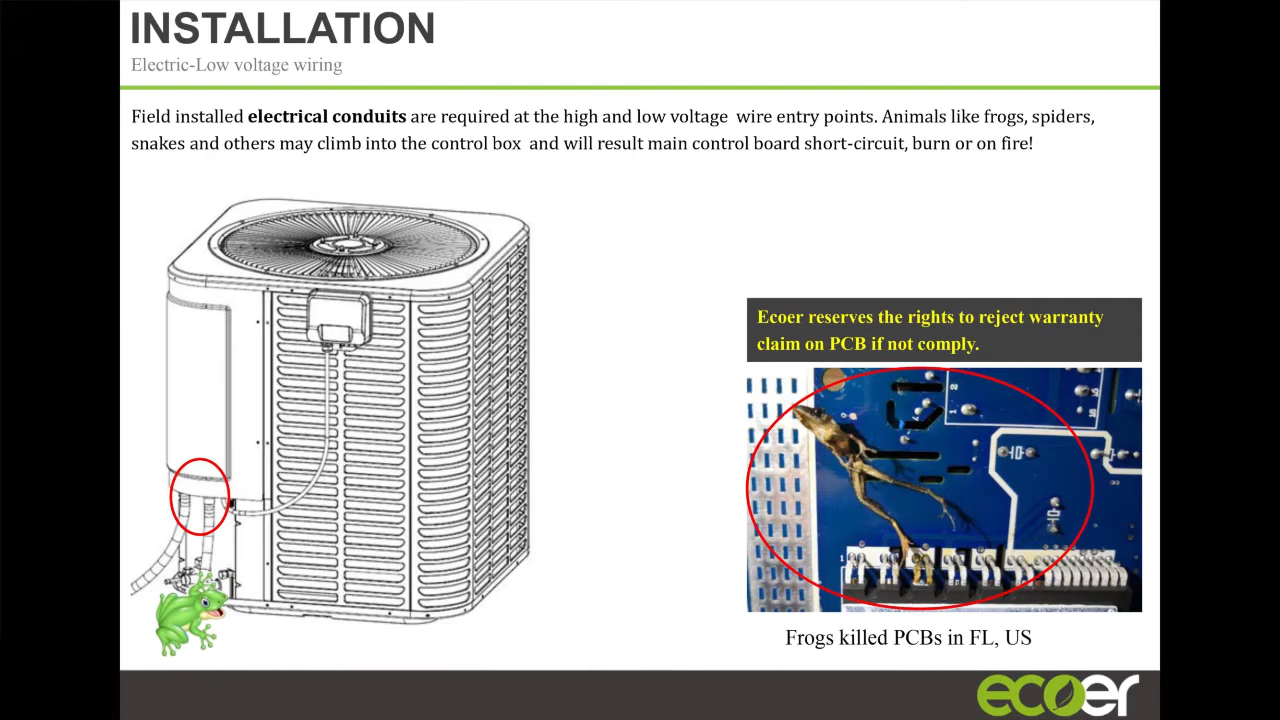 INSTALLATION
Electric-Low voltage wiring
Field installed electrical conduits are required at the high and low voltage wire entry points. Animals like frogs, spiders,
snakes and others may climb into the control box and will result main control board short-circuit, burn or on fire!
Ecoer reserves the rights to reject warranty
claim on PCB if not comply.
Frogs killed PCBs in FL, US
ecoer